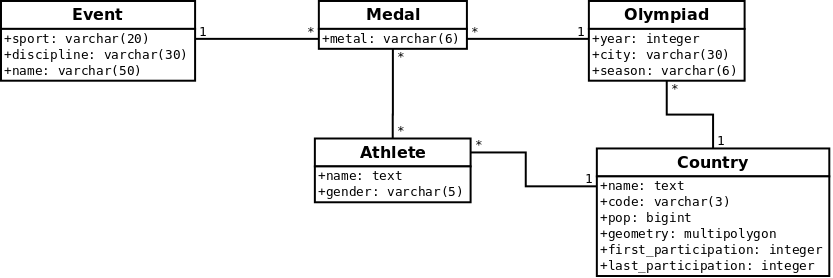 Event
+sport: varchar(20)
+discipline: varchar(30)
+name: varchar(50)
1
*
Medal
+metal: varchar(6)
*
1
*
Olympiad
+year: integer
+city: varchar(30)
+season: varchar(6)
*
*
Athlete
+name: text
+gender: varchar(5)
*
1
1
Country
+name: text
+code: varchar(3)
+pop: bigint
+geometry: multipolygon
+first_participation: integer
+last_participation: integer